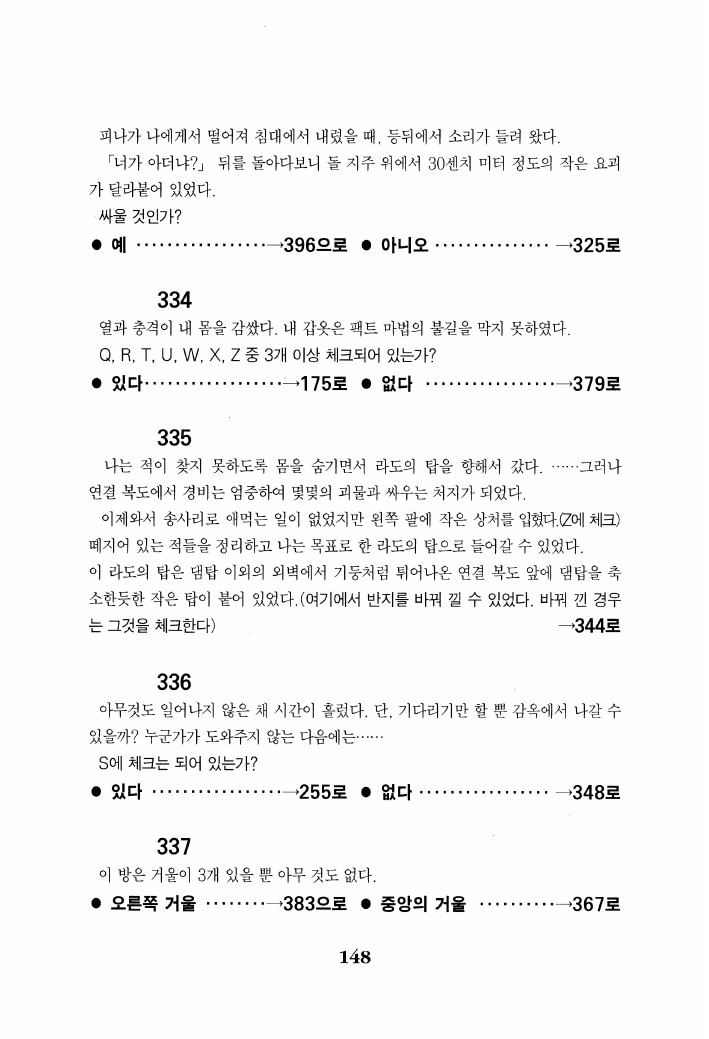 피나가 나에게서 떨어져 침대에서 내렸을 때, 등뒤에서 소리가 들려 왔다.
「너가 아더냐?」 뒤를 돌아다보니 돌 지주 위에서 30센치 미터 정도의 작은 요괴
가 달라붙어 있었다.
싸울 것인가?
● 예 ·················→396으로 ● 아니오 ··············· →325로
334
열과 충격이 내 몸을 감쌌다. 내 갑옷은 팩트 마법의 불길을 막지 못하였다.
Q, R, T, U, W, X, Z 중 3개 이상 체크되어 있는가?
● 있다··················→175로 ● 없다 ·················→379로
335
나는 적이 찾지 못하도록 몸을 숨기면서 라도의 탑을 향해서 갔다. ……그러나
연결 복도에서 경비는 엄중하여 몇몇의 괴물과 싸우는 처지가 되었다.
이제와서 송사리로 애먹는 일이 없었지만 왼쪽 팔에 작은 상처를 입혔다.(Z에 체크)
떼지어 있는 적들을 정리하고 나는 목표로 한 라도의 탑으로 들어갈 수 있었다.
이 라도의 탑은 댐탑 이외의 외벽에서 기둥처럼 튀어나온 연결 복도 앞에 댐탑을 축
소한듯한 작은 탑이 붙어 있었다.(여기에서 반지를 바꿔 낄 수 있었다. 바꿔 낀 경우
는 그것을 체크한다) →344로
336
아무것도 일어나지 않은 채 시간이 흘렀다. 단, 기다리기만 할 뿐 감옥에서 나갈 수
있을까? 누군가가 도와주지 않는 다음에는……
S에 체크는 되어 있는가?
● 있다 ·················→255로 ● 없다 ················· →348로
337
이 방은 거울이 3개 있을 뿐 아무 것도 없다.
● 오른쪽 거울 ········→383으로 ● 중앙의 거울 ··········→367로
148